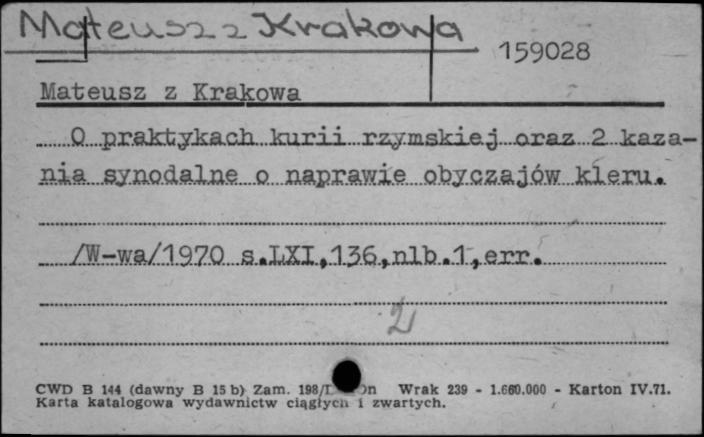 Mateusz z Krakowa
159028
Mateusz z Krakowa
O praktykach kurii rzymskiej oraz 2 kaza-
nia synodalne o naprawie obyczajów kleru.
/W-wa/1970 s.LXI,136,nlb.1,err.
2
CWD B 144 (dawny B 15 b) Zam. 198/ Wrak 239 - 1.660.000 - Karton IV.71.
Karta katalogowa wydawnictw ciągłych i zwartych.